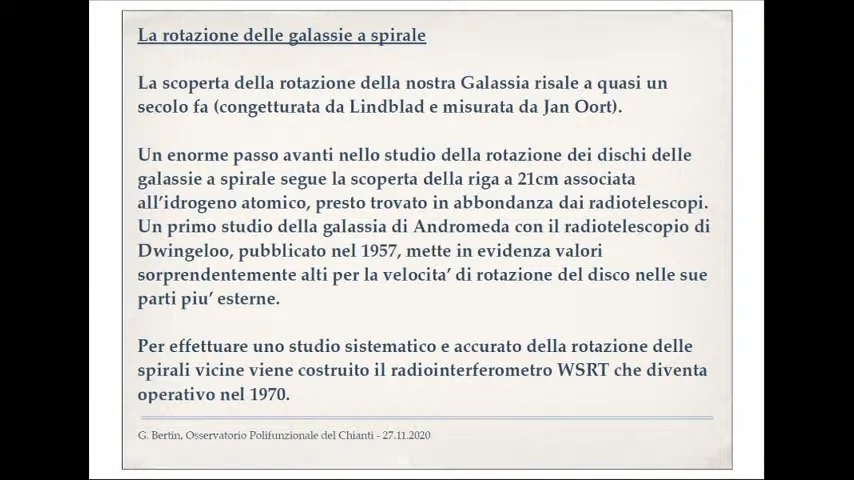 La rotazione delle galassie a spirale
La scoperta della rotazione della nostra Galassia risale a quasi un
secolo fa (congetturata da Lindblad e misurata da Jan Oort).
Un enorme passo avanti nello studio della rotazione dei dischi delle
galassie a spirale segue la scoperta della riga a 21cm associata
all'idrogeno atomico, presto trovato in abbondanza dai radiotelescopi.
Un primo studio della galassia di Andromeda con il radiotelescopio di
Dwingeloo, pubblicato nel 1957, mette in evidenza valori
sorprendentemente alti per la velocita' di rotazione del disco nelle sue
parti piu' esterne.
Per effettuare uno studio sistematico e accurato della rotazione delle
spirali vicine viene costruito il radiointerferometro WSRT che diventa
operativo nel 1970.
G. Bertin, Osservatorio Polifunzionale del Chianti - 27.11.2020